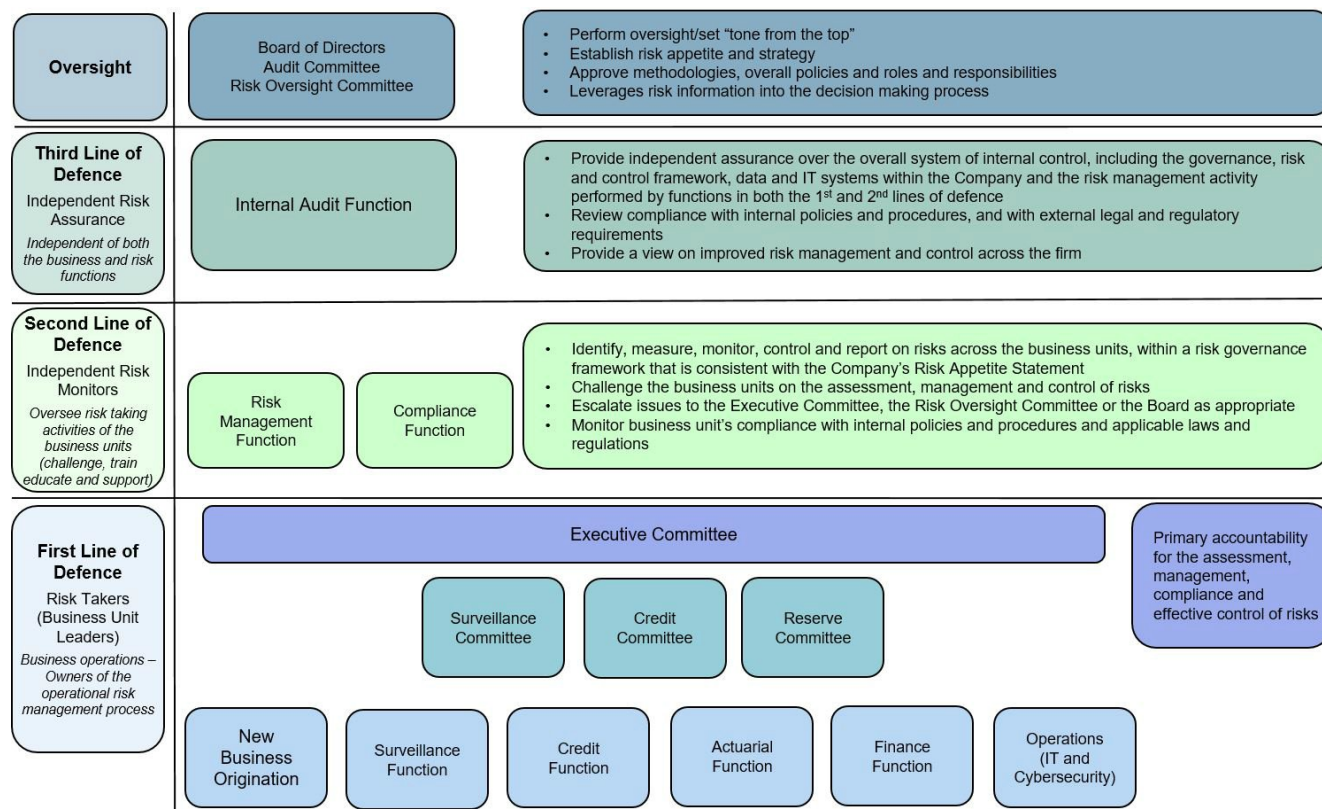 Oversight
Board of Directors
Audit Committee
Risk Oversight Committee
• Perform oversight/set “tone from the top”
• Establish risk appetite and strategy
• Approve methodologies, overall policies and roles and responsibilities
• Leverages risk information into the decision making process
Third Line of
Defence
Independent Risk
Assurance
Independent of both
the business and risk
functions
Internal Audit Function
• Provide independent assurance over the overall system of internal control, including the governance, risk
and control framework, data and IT systems within the Company and the risk management activity
performed by functions in both the 1st and 2nd lines of defence
• Review compliance with internal policies and procedures, and with external legal and regulatory
requirements
• Provide a view on improved risk management and control across the firm
Second Line of
Defence
Independent Risk
Monitors
Oversee risk taking
activities of the
business units
(challenge, train
educate and support)
Risk
Management
Function
Compliance
Function
• Identify, measure, monitor, control and report on risks across the business units, within a risk governance
framework that is consistent with the Company’s Risk Appetite Statement
• Challenge the business units on the assessment, management and control of risks
• Escalate issues to the Executive Committee, the Risk Oversight Committee or the Board as appropriate
• Monitor business unit’s compliance with internal policies and procedures and applicable laws and
regulations
First Line of
Defence
Risk Takers
(Business Unit
Leaders)
Business operations –
Owners of the
operational risk
management process
Executive Committee
Primary accountability
for the assessment,
management,
compliance and
effective control of risks
Surveillance
Committee
Credit
Committee
Reserve
Committee
New
Business
Origination
Surveillance
Function
Credit
Function
Actuarial
Function
Finance
Function
Operations
(IT and
Cybersecurity)